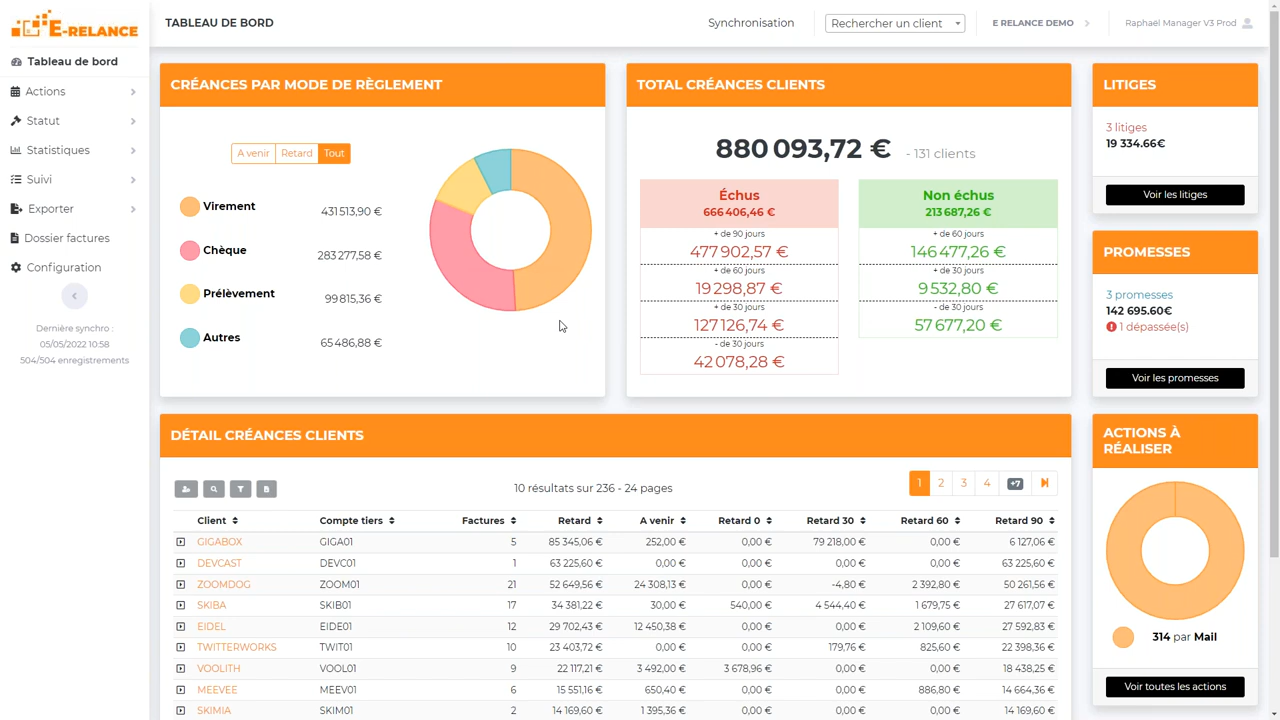 E-RELANCE
TABLEAU DE BORD
Synchronisation
Rechercher un client
E RELANCE DEMO
Raphaël Manager V3 Prod
Tableau de bord
Actions
Statut
Statistiques
Suivi
Exporter
Dossier factures
Configuration
Dernière synchro :
05/05/2022 10:58
504/504 enregistrements
CRÉANCES PAR MODE DE RÈGLEMENT
A venir Retard Tout
Virement 431 513,90 €
Chèque 283 277,58 €
Prélèvement 99 815,36 €
Autres 65 486,88 €
TOTAL CRÉANCES CLIENTS
880 093,72 € - 131 clients
Échus
666 406,46 €
+ de 90 jours
477 902,57 €
+ de 60 jours
19 298,87 €
+ de 30 jours
127 126,74 €
- de 30 jours
42 078,28 €
Non échus
213 687,26 €
+ de 60 jours
146 477,26 €
+ de 30 jours
9 532,80 €
- de 30 jours
57 677,20 €
LITIGES
3 litiges
19 334.66€
Voir les litiges
PROMESSES
3 promesses
142 695.60€
1 dépassée(s)
Voir les promesses
DÉTAIL CRÉANCES CLIENTS
10 résultats sur 236 - 24 pages
1 2 3 4 +7
Client Compte tiers Factures Retard A venir Retard 0 Retard 30 Retard 60 Retard 90
GIGABOX GIGA01 5 85 345,06 € 252,00 € 0,00 € 79 218,00 € 0,00 € 6 127,06 €
DEVCAST DEVC01 1 63 225,60 € 0,00 € 0,00 € 0,00 € 0,00 € 63 225,60 €
ZOOMDOG ZOOM01 21 52 649,56 € 24 308,13 € 0,00 € -4,80 € 2 392,80 € 50 261,56 €
SKIBA SKIB01 17 34 381,22 € 30,00 € 540,00 € 4 544,40 € 1 679,75 € 27 617,07 €
EIDEL EIDE01 12 29 702,43 € 12 450,38 € 0,00 € 0,00 € 2 109,60 € 27 592,83 €
TWITTERWORKS TWIT01 10 23 403,72 € 0,00 € 0,00 € 179,76 € 825,60 € 22 398,36 €
VOOLITH VOOL01 9 22 117,21 € 3 492,00 € 3 678,96 € 0,00 € 0,00 € 18 438,25 €
MEEVEE MEEV01 6 15 551,16 € 650,40 € 0,00 € 0,00 € 886,80 € 14 664,36 €
SKIMIA SKIM01 2 14 169,60 € 1 395,36 € 0,00 € 0,00 € 0,00 € 14 169,60 €
ACTIONS À
RÉALISER
314 par Mail
Voir toutes les actions